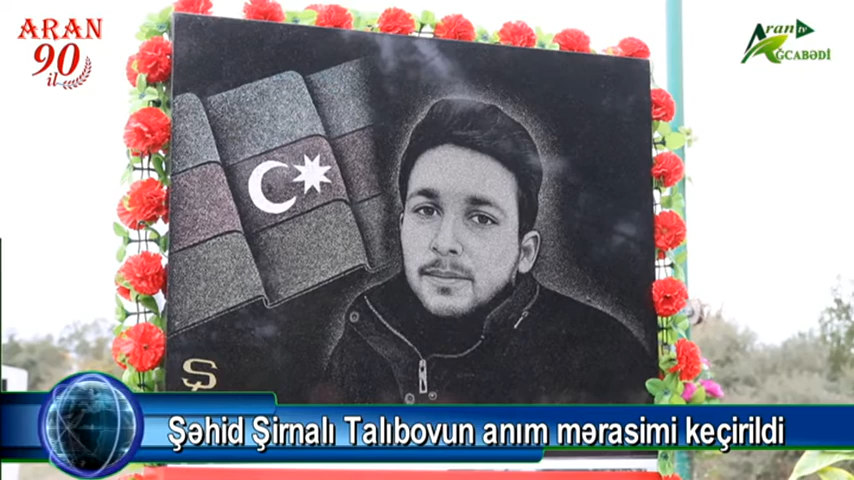 ARAN
90
il
Aran tv
AĞCABƏDİ
Ş
Şəhid Şirnalı Talıbovun anım mərasimi keçirildi